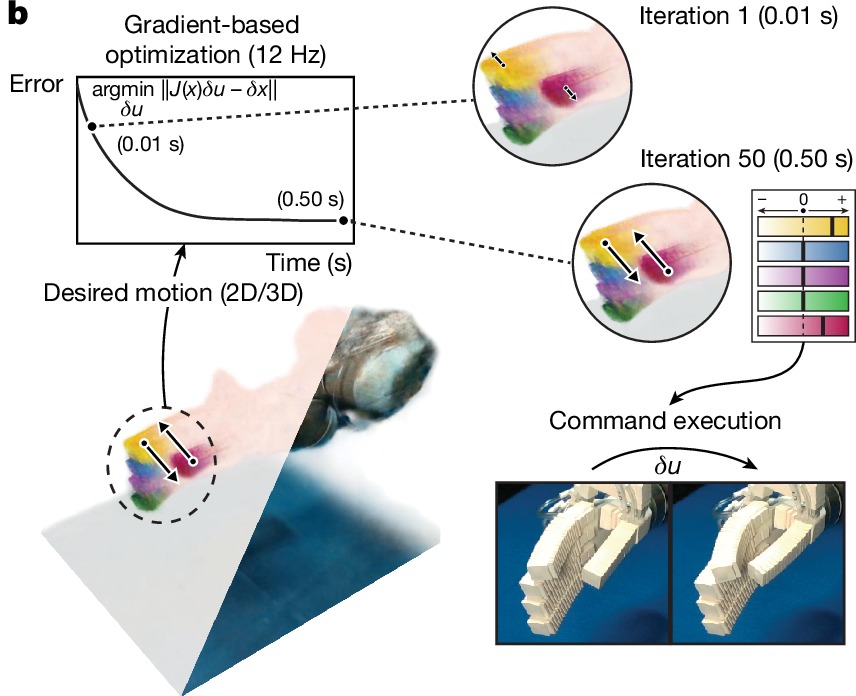 b
Gradient-based
optimization (12 Hz)
Error
argmin ||J(x)δu – δx||
δu
(0.01 s)
(0.50 s)
Time (s)
Iteration 1 (0.01 s)
Iteration 50 (0.50 s)
– 0 +
Desired motion (2D/3D)
Command execution
δu